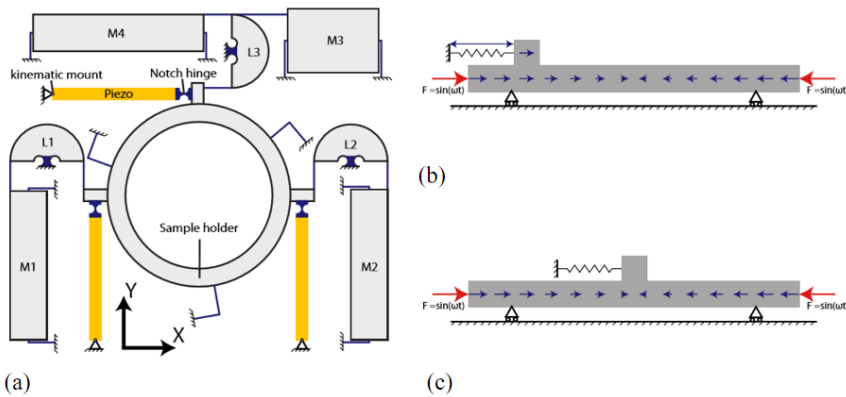 M4
M3
L3
kinematic mount
Notch hinge
Piezo
L1
L2
Sample holder
M1
M2
Y
X
(a)
F =sin(ωt)
F =sin(ωt)
(b)
F =sin(ωt)
F =sin(ωt
(c)